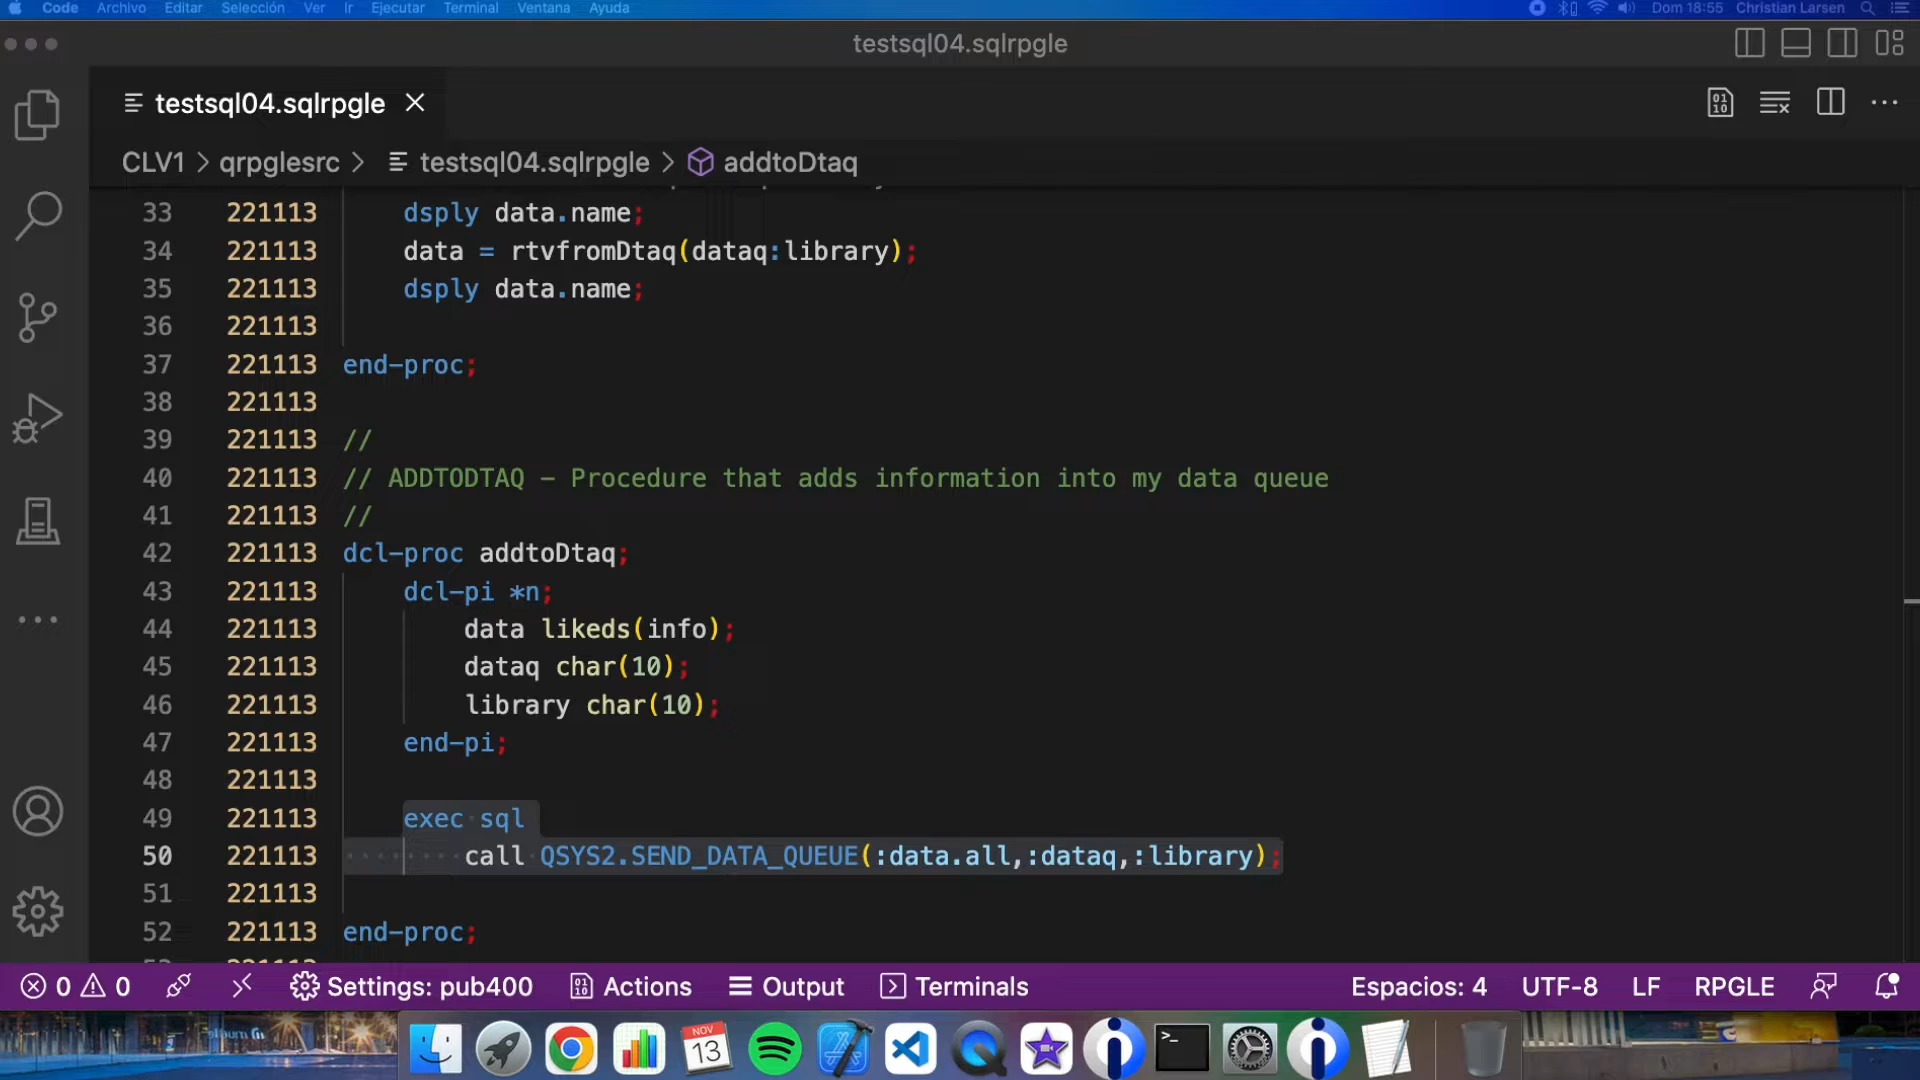 Code Archivo Editar Selección Ver Ir Ejecutar Terminal Ventana Ayuda Dom 18:55 Christian Larsen
testsql04.sqlrpgle
testsql04.sqlrpgle
CLV1 > qrpglesrc > testsql04.sqlrpgle > addtoDtaq
33 221113 dsply data.name;
34 221113 data = rtvfromDtaq(dataq:library);
35 221113 dsply data.name;
36 221113
37 221113 end-proc;
38 221113
39 221113 //
40 221113 // ADDTODTAQ - Procedure that adds information into my data queue
41 221113 //
42 221113 dcl-proc addtoDtaq;
43 221113 dcl-pi *n;
44 221113 data likeds(info);
45 221113 dataq char(10);
46 221113 library char(10);
47 221113 end-pi;
48 221113
49 221113 exec sql
50 221113 call QSYS2.SEND_DATA_QUEUE(:data.all,:dataq,:library);
51 221113
52 221113 end-proc;
0 0 Settings: pub400 Actions Output Terminals Espacios: 4 UTF-8 LF RPGLE
NOV
13